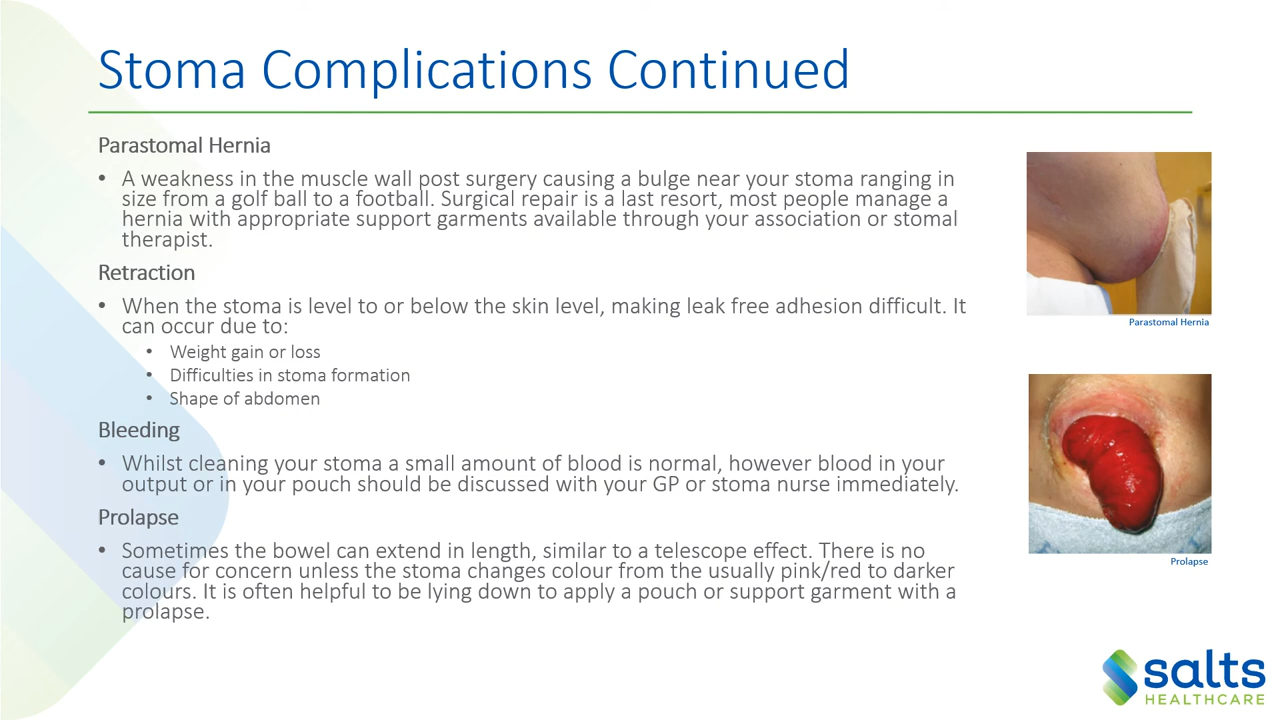 Stoma Complications Continued
Parastomal Hernia
• A weakness in the muscle wall post surgery causing a bulge near your stoma ranging in
size from a golf ball to a football. Surgical repair is a last resort, most people manage a
hernia with appropriate support garments available through your association or stomal
therapist.
Retraction
• When the stoma is level to or below the skin level, making leak free adhesion difficult. It
can occur due to:
• Weight gain or loss
• Difficulties in stoma formation
• Shape of abdomen
Bleeding
• Whilst cleaning your stoma a small amount of blood is normal, however blood in your
output or in your pouch should be discussed with your GP or stoma nurse immediately.
Prolapse
• Sometimes the bowel can extend in length, similar to a telescope effect. There is no
cause for concern unless the stoma changes colour from the usually pink/red to darker
colours. It is often helpful to be lying down to apply a pouch or support garment with a
prolapse.
Parastomal Hernia
Prolapse
salts
HEALTHCARE